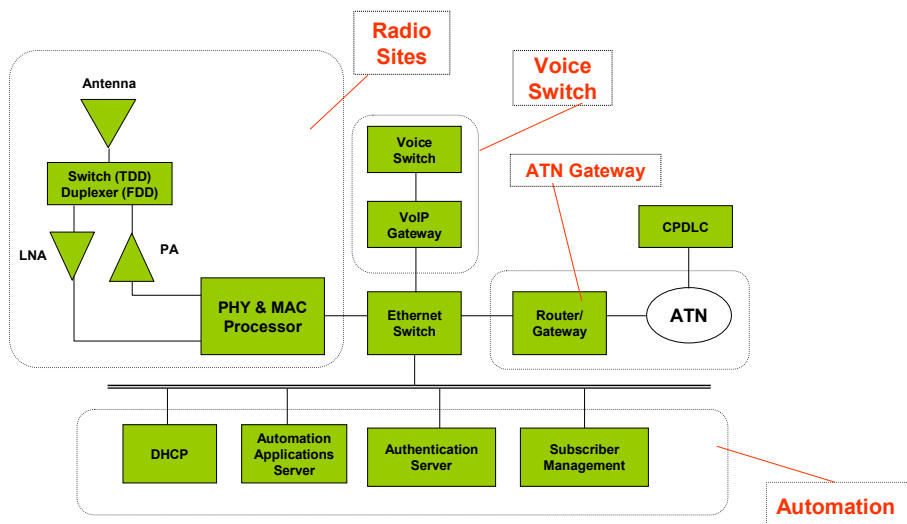 Radio
Sites
Voice
Switch
Antenna
Voice
Switch
ATN Gateway
Switch (TDD)
Duplexer (FDD)
VoIP
Gateway
CPDLC
LNA
PA
PHY & MAC
Processor
Ethernet
Switch
Router/
Gateway
ATN
DHCP
Automation
Applications
Server
Authentication
Server
Subscriber
Management
Automation